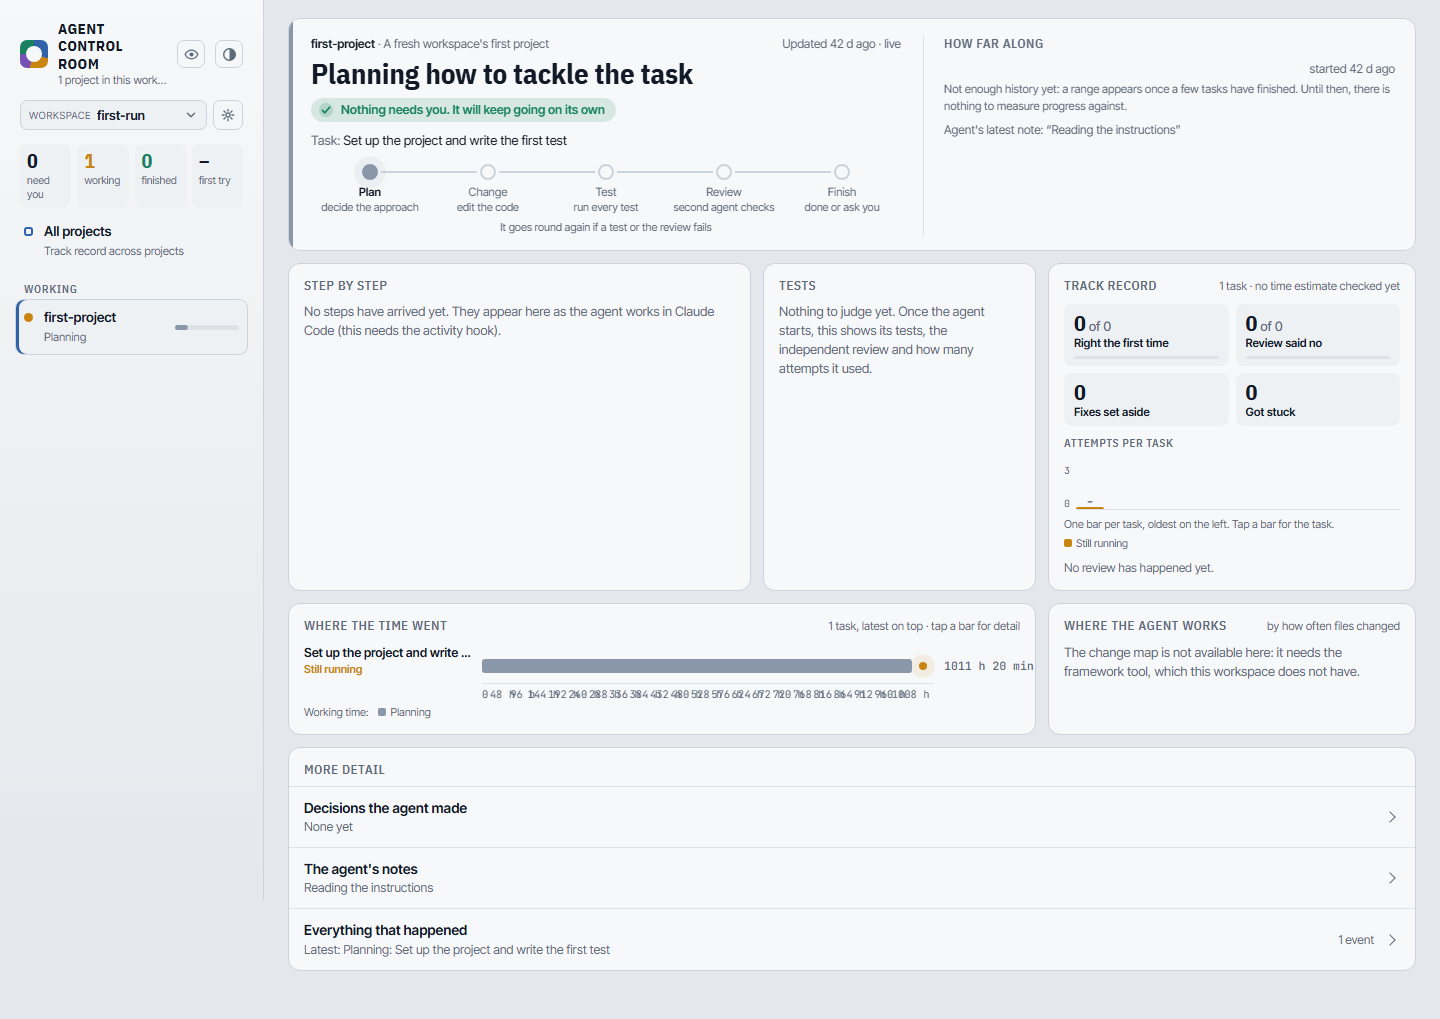 AGENT
CONTROL
ROOM
1 project in this work...
WORKSPACE first-run
0
need
you
1
working
0
finished
–
first try
All projects
Track record across projects
WORKING
first-project
Planning
first-project · A fresh workspace's first project
Updated 42 d ago · live
Planning how to tackle the task
Nothing needs you. It will keep going on its own
Task: Set up the project and write the first test
Plan
decide the approach
Change
edit the code
Test
run every test
Review
second agent checks
Finish
done or ask you
It goes round again if a test or the review fails
HOW FAR ALONG
started 42 d ago
Not enough history yet: a range appears once a few tasks have finished. Until then, there is
nothing to measure progress against.
Agent's latest note: “Reading the instructions”
STEP BY STEP
No steps have arrived yet. They appear here as the agent works in Claude
Code (this needs the activity hook).
TESTS
Nothing to judge yet. Once the agent
starts, this shows its tests, the
independent review and how many
attempts it used.
TRACK RECORD
1 task · no time estimate checked yet
0 of 0
Right the first time
0 of 0
Review said no
0
Fixes set aside
0
Got stuck
ATTEMPTS PER TASK
3
0
–
One bar per task, oldest on the left. Tap a bar for the task.
Still running
No review has happened yet.
WHERE THE TIME WENT
1 task, latest on top · tap a bar for detail
Set up the project and write ...
Still running
1011 h 20 min
Working time: Planning
WHERE THE AGENT WORKS
by how often files changed
The change map is not available here: it needs the
framework tool, which this workspace does not have.
MORE DETAIL
Decisions the agent made
None yet
The agent's notes
Reading the instructions
Everything that happened
Latest: Planning: Set up the project and write the first test
1 event